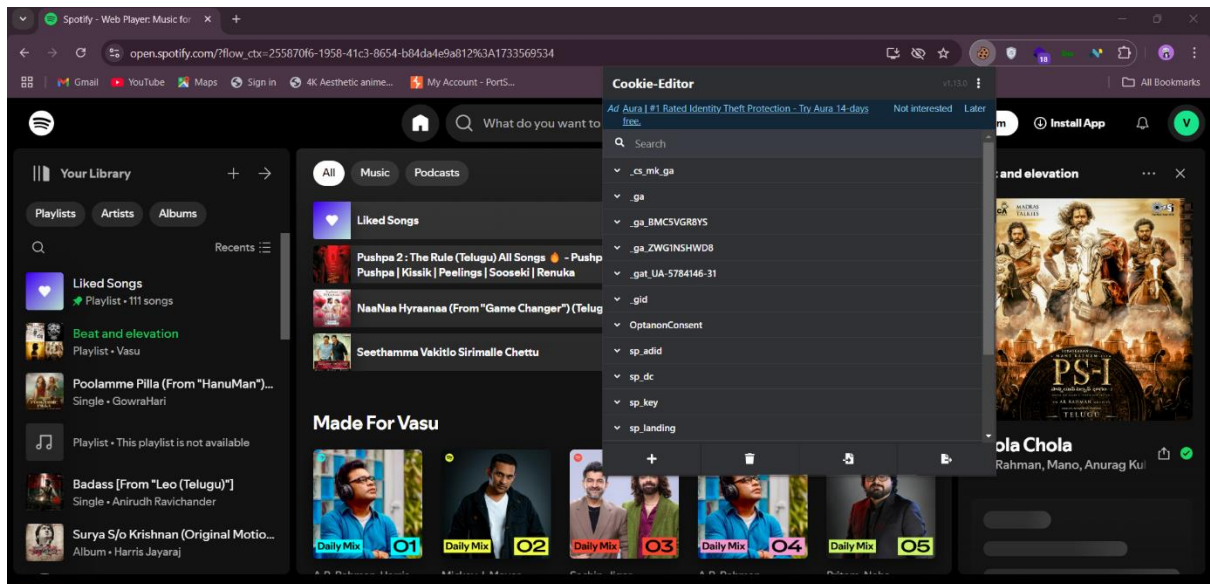 Spotify - Web Player: Music for
open.spotify.com/?flow_ctx=255870f6-1958-41c3-8654-b84da4e9a812%3A1733569534
18
Gmail
YouTube
Maps
Sign in
4K Aesthetic anime...
My Account - PortS...
All Bookmarks
What do you want to
m
Install App
V
Your Library
Playlists
Artists
Albums
Recents
Liked Songs
Playlist • 111 songs
Beat and elevation
Playlist • Vasu
Poolamme Pilla (From "HanuMan")...
Single • GowraHari
Playlist • This playlist is not available
Badass [From "Leo (Telugu)"]
Single • Anirudh Ravichander
Surya S/o Krishnan (Original Motio...
Album • Harris Jayaraj
All
Music
Podcasts
Liked Songs
Pushpa 2 : The Rule (Telugu) All Songs 🔥 - Pushp
Pushpa | Kissik | Peelings | Sooseki | Renuka
NaaNaa Hyraanaa (From "Game Changer") (Telug
Seethamma Vakitlo Sirimalle Chettu
Made For Vasu
Daily Mix 01
Daily Mix 02
Daily Mix 03
Daily Mix 04
Daily Mix 05
Cookie-Editor
v1.13.0
Ad Aura | #1 Rated Identity Theft Protection - Try Aura 14-days
free.
Not interested
Later
Search
_cs_mk_ga
_ga
_ga_BMC5VGR8YS
_ga_ZWG1NSHWD8
_gat_UA-5784146-31
_gid
OptanonConsent
sp_adid
sp_dc
sp_key
sp_landing
t and elevation
MADRAS
TALKIES
PS-I
TELUGU
ola Chola
Rahman, Mano, Anurag Kul